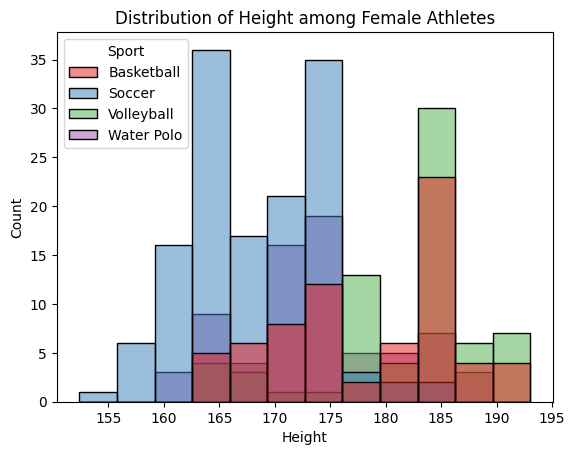 Distribution of Height among Female Athletes
Sport
Basketball
Soccer
Volleyball
Water Polo
35
30
25
20
15
10
5
0
Count
155 160 165 170 175 180 185 190 195
Height